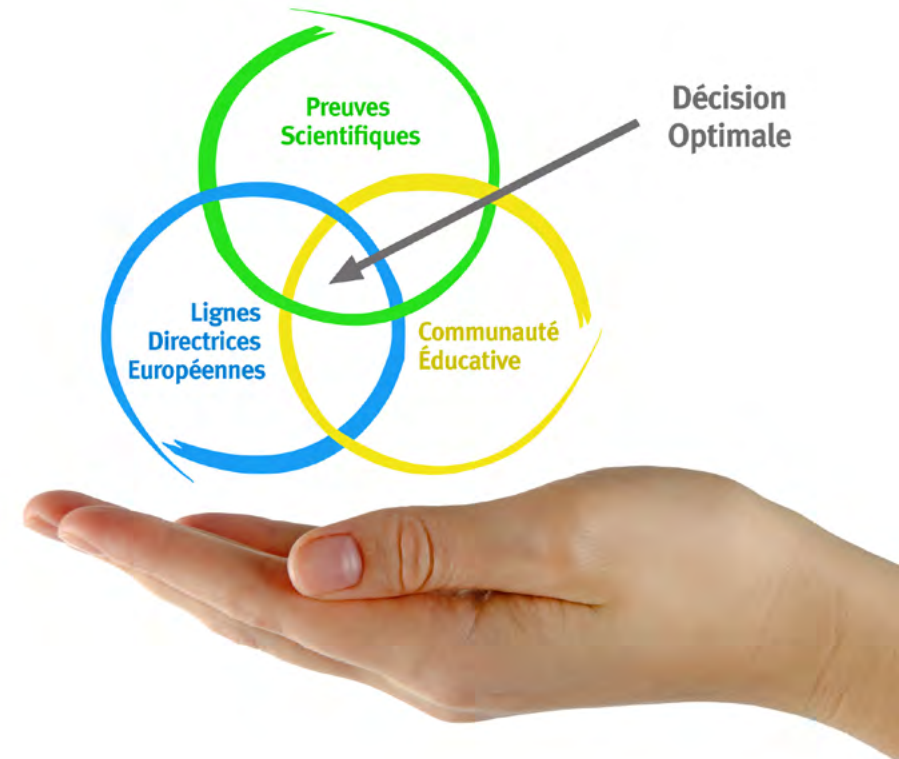 Preuves
Scientifiques
Décision
Optimale
Lignes
Directrices
Européennes
Communauté
Éducative